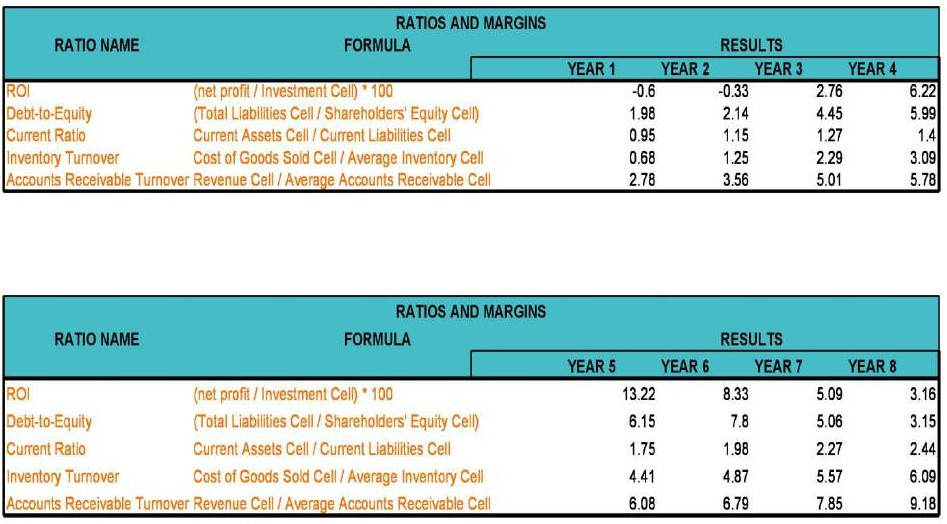 RATIOS AND MARGINS
RATIO NAME FORMULA RESULTS
YEAR 1 YEAR 2 YEAR 3 YEAR 4
ROI (net profit / Investment Cell) * 100 -0.6 -0.33 2.76 6.22
Debt-to-Equity (Total Liabilities Cell / Shareholders' Equity Cell) 1.98 2.14 4.45 5.99
Current Ratio Current Assets Cell / Current Liabilities Cell 0.95 1.15 1.27 1.4
Inventory Turnover Cost of Goods Sold Cell / Average Inventory Cell 0.68 1.25 2.29 3.09
Accounts Receivable Turnover Revenue Cell / Average Accounts Receivable Cell 2.78 3.56 5.01 5.78
RATIOS AND MARGINS
RATIO NAME FORMULA RESULTS
YEAR 5 YEAR 6 YEAR 7 YEAR 8
ROI (net profit / Investment Cell) * 100 13.22 8.33 5.09 3.16
Debt-to-Equity (Total Liabilities Cell / Shareholders' Equity Cell) 6.15 7.8 5.06 3.15
Current Ratio Current Assets Cell / Current Liabilities Cell 1.75 1.98 2.27 2.44
Inventory Turnover Cost of Goods Sold Cell / Average Inventory Cell 4.41 4.87 5.57 6.09
Accounts Receivable Turnover Revenue Cell / Average Accounts Receivable Cell 6.08 6.79 7.85 9.18